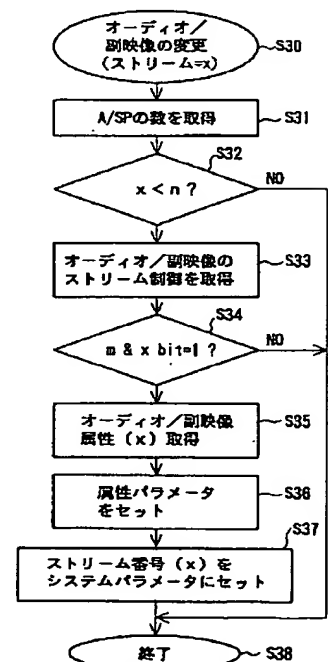 オーディオ/
副映像の変更
(ストリーム=x)
S30
A/SPの数を取得
S31
S32
x < n ?
NO
オーディオ/副映像の
ストリーム制御を取得
S33
S34
m & x bit=1 ?
NO
オーディオ/副映像
属性(x)取得
S35
属性パラメータ
をセット
S36
S37
ストリーム番号(x)を
システムパラメータにセット
終了
S38